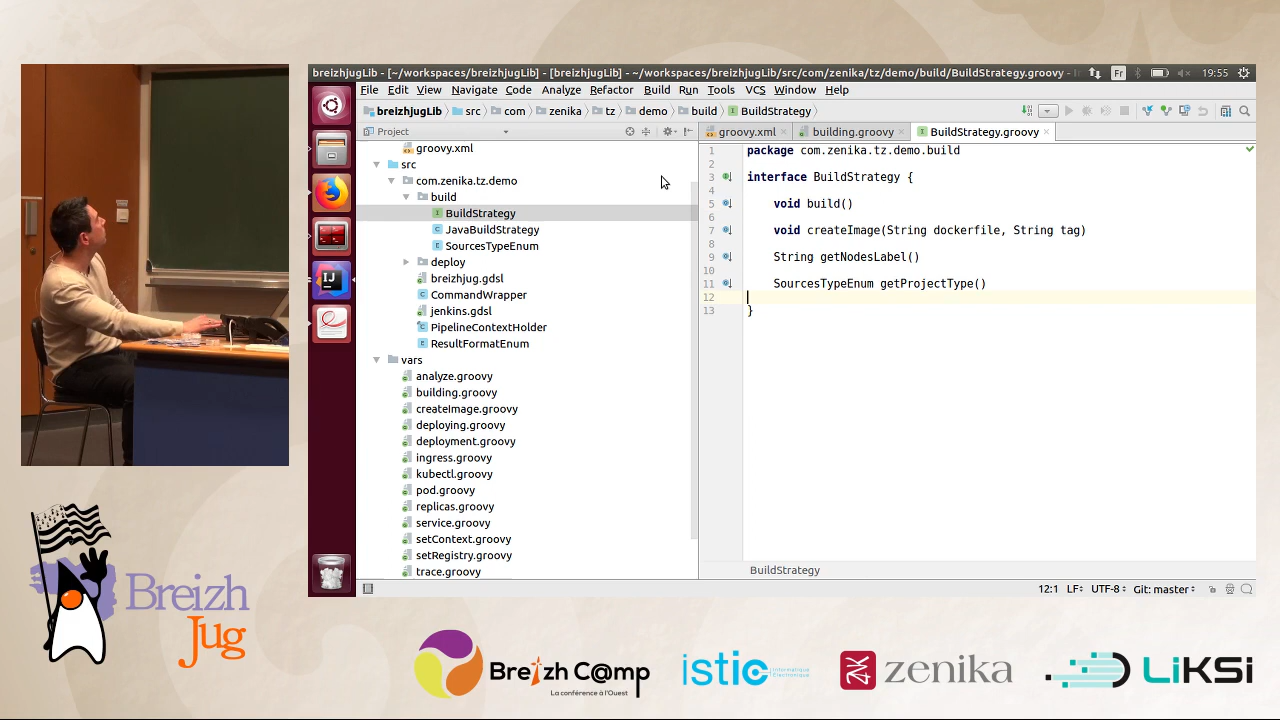 breizhjugLib - [~/workspaces/breizhjugLib] - [breizhjugLib] - ~/workspaces/breizhjugLib/src/com/zenika/tz/demo/build/BuildStrategy.groovy -
Fr
19:55
File Edit View Navigate Code Analyze Refactor Build Run Tools VCS Window Help
breizhjugLib src com zenika tz demo build BuildStrategy
Project
groovy.xml building.groovy BuildStrategy.groovy
groovy.xml
src
com.zenika.tz.demo
build
BuildStrategy
JavaBuildStrategy
SourcesTypeEnum
deploy
breizhjug.gdsl
CommandWrapper
jenkins.gdsl
PipelineContextHolder
ResultFormatEnum
vars
analyze.groovy
building.groovy
createImage.groovy
deploying.groovy
deployment.groovy
ingress.groovy
kubectl.groovy
pod.groovy
replicas.groovy
service.groovy
setContext.groovy
setRegistry.groovy
trace.groovy
1 package com.zenika.tz.demo.build
2
3 interface BuildStrategy {
4
5 void build()
6
7 void createImage(String dockerfile, String tag)
8
9 String getNodesLabel()
10
11 SourcesTypeEnum getProjectType()
12
13 }
BuildStrategy
12:1 LF UTF-8 Git: master
Breizh
Jug
Breizh C@mp
La conférence à l'Ouest
istic Informatique Électronique
zenika
LiKSi